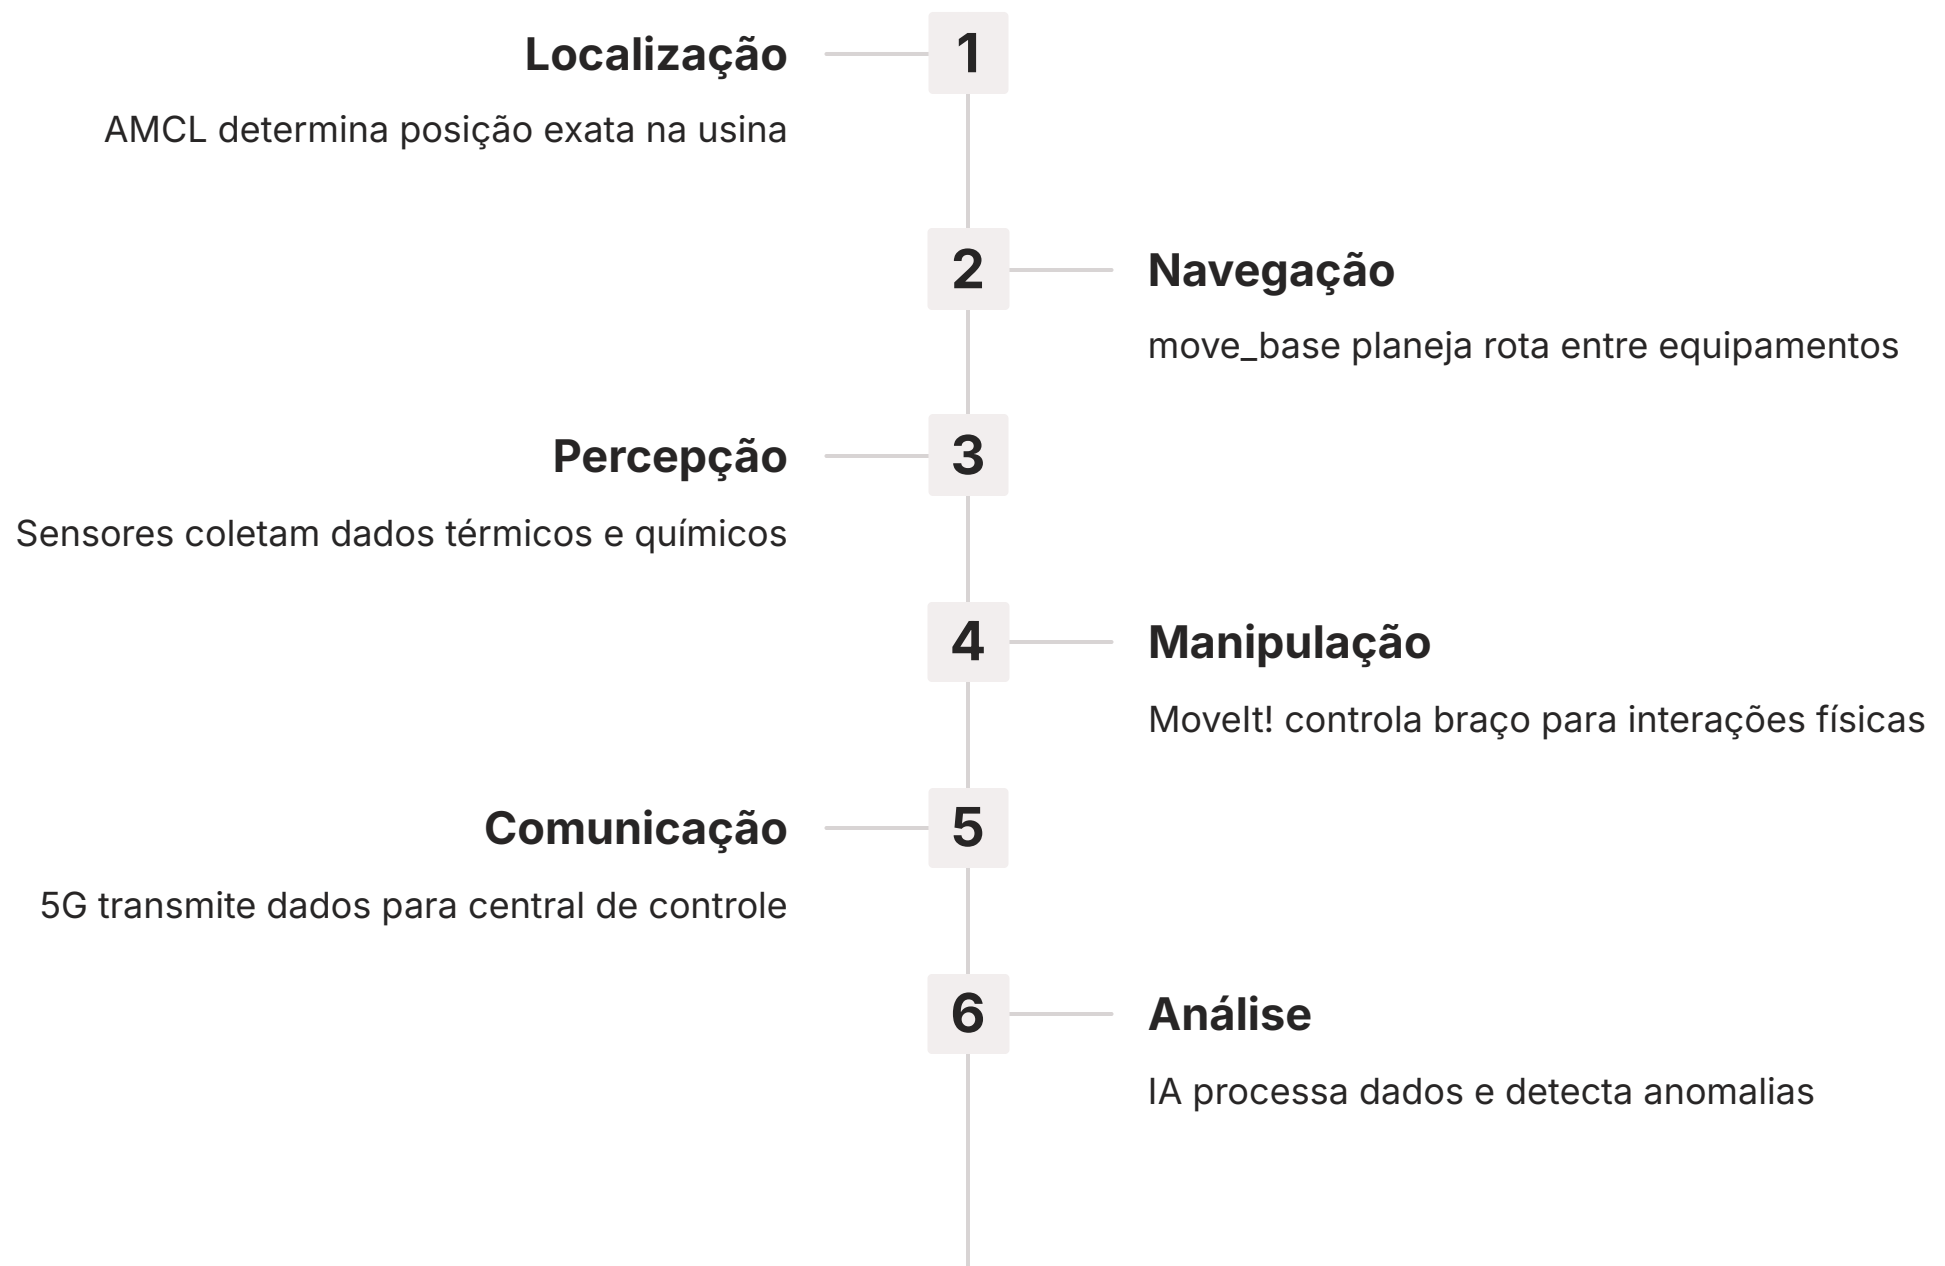 1
Localização
AMCL determina posição exata na usina
2
Navegação
move_base planeja rota entre equipamentos
3
Percepção
Sensores coletam dados térmicos e químicos
4
Manipulação
MoveIt! controla braço para interações físicas
5
Comunicação
5G transmite dados para central de controle
6
Análise
IA processa dados e detecta anomalias